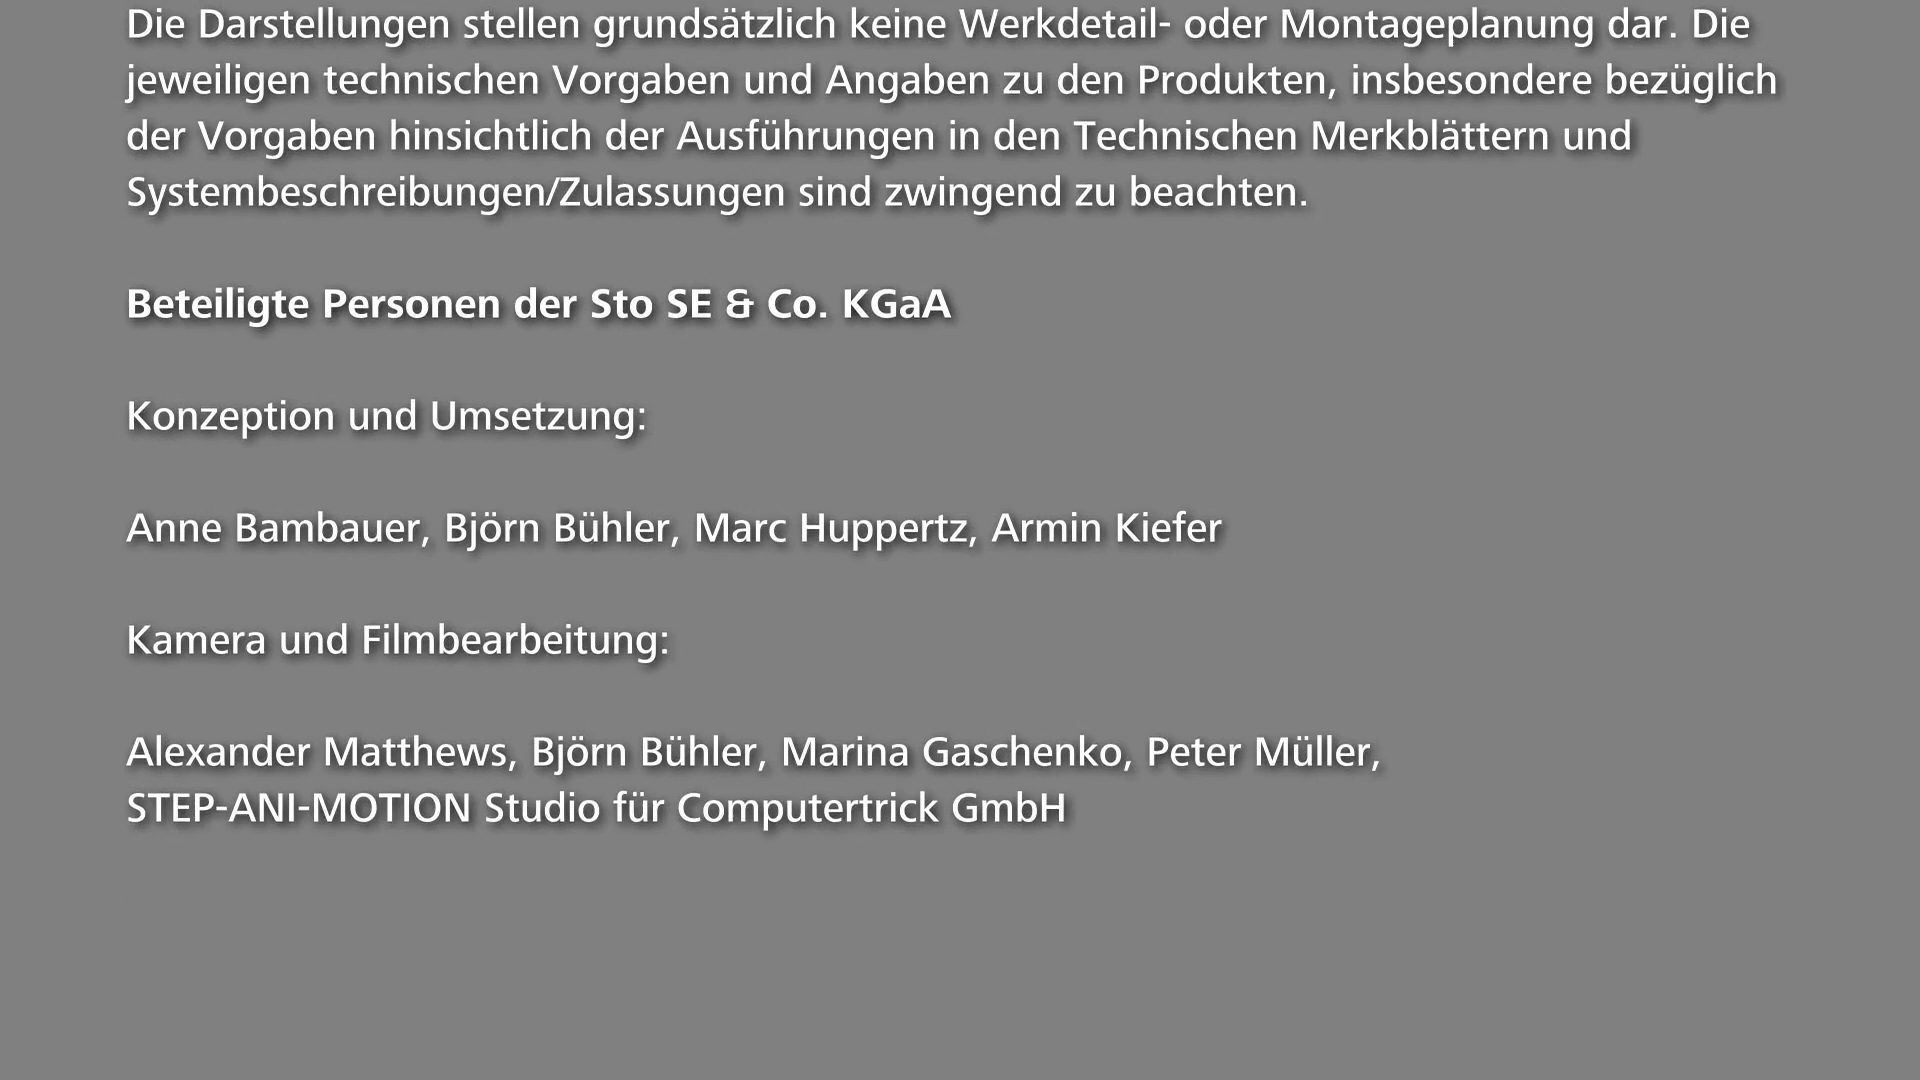 Die Darstellungen stellen grundsätzlich keine Werkdetail- oder Montageplanung dar. Die
jeweiligen technischen Vorgaben und Angaben zu den Produkten, insbesondere bezüglich
der Vorgaben hinsichtlich der Ausführungen in den Technischen Merkblättern und
Systembeschreibungen/Zulassungen sind zwingend zu beachten.
Beteiligte Personen der Sto SE & Co. KGaA
Konzeption und Umsetzung:
Anne Bambauer, Björn Bühler, Marc Huppertz, Armin Kiefer
Kamera und Filmbearbeitung:
Alexander Matthews, Björn Bühler, Marina Gaschenko, Peter Müller,
STEP-ANI-MOTION Studio für Computertrick GmbH